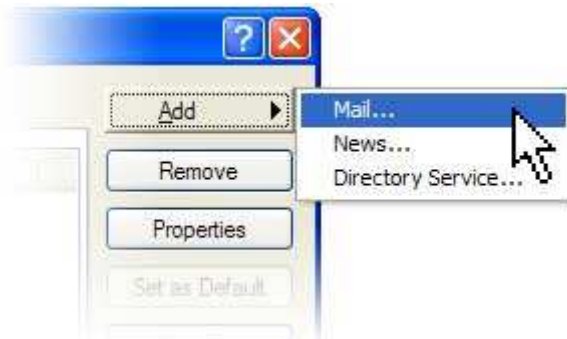 ?
Add
Mail...
News...
Directory Service...
Remove
Properties
Set as Default